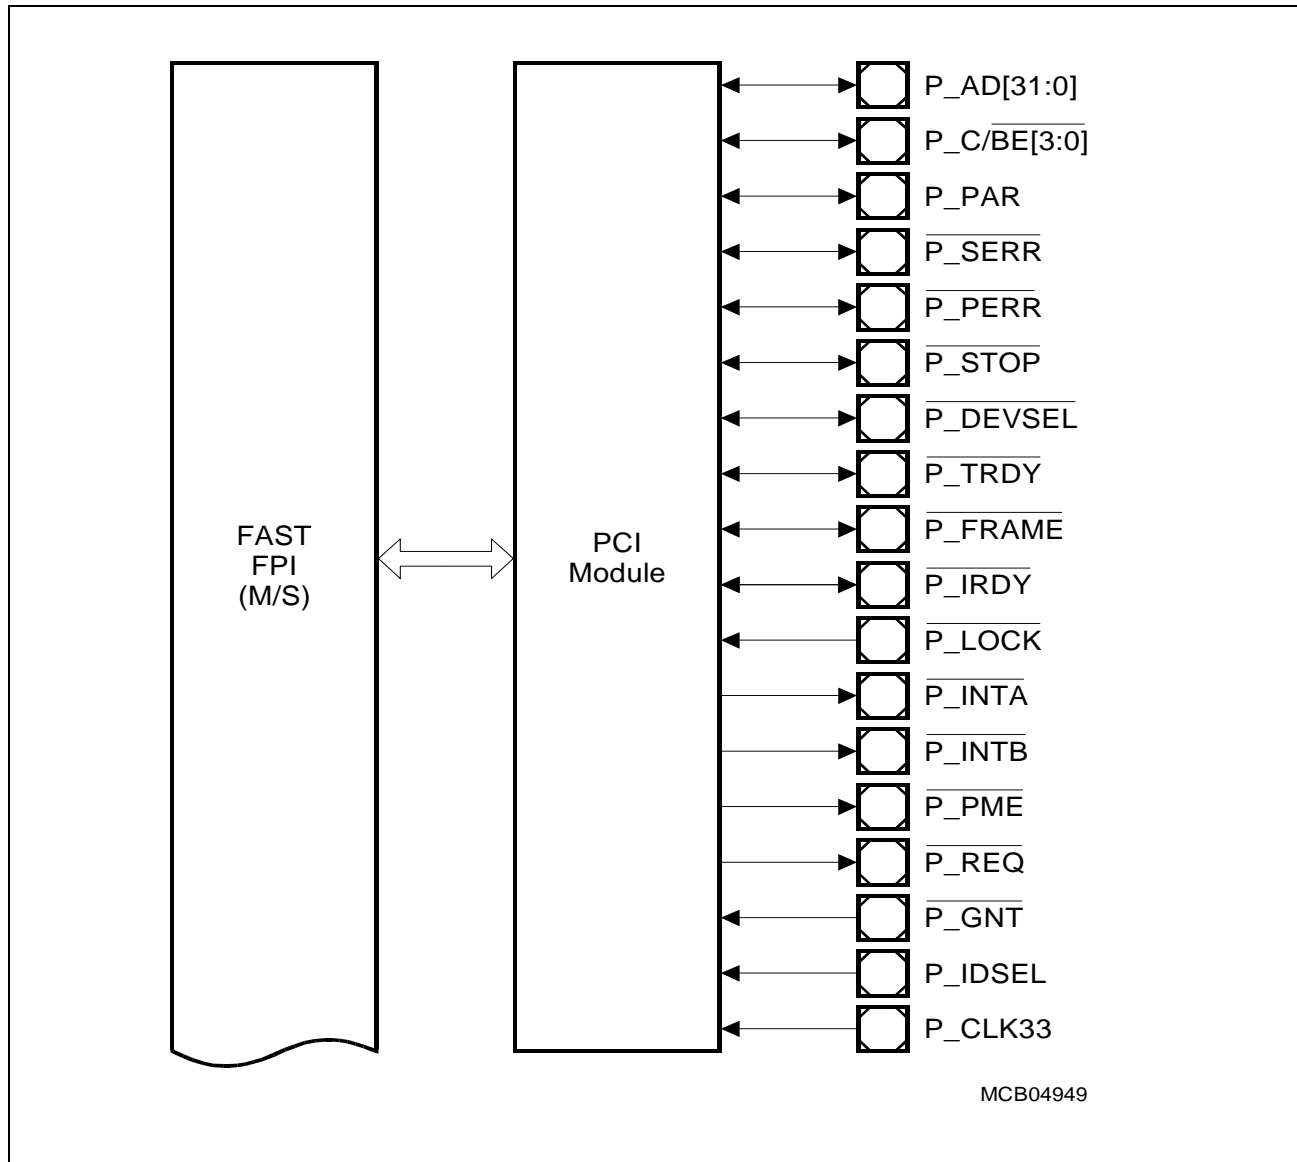 FAST
FPI
(M/S)
PCI
Module
P_AD[31:0]
P_C/BE[3:0]
P_PAR
P_SERR
P_PERR
P_STOP
P_DEVSEL
P_TRDY
P_FRAME
P_IRDY
P_LOCK
P_INTA
P_INTB
P_PME
P_REQ
P_GNT
P_IDSEL
P_CLK33
MCB04949